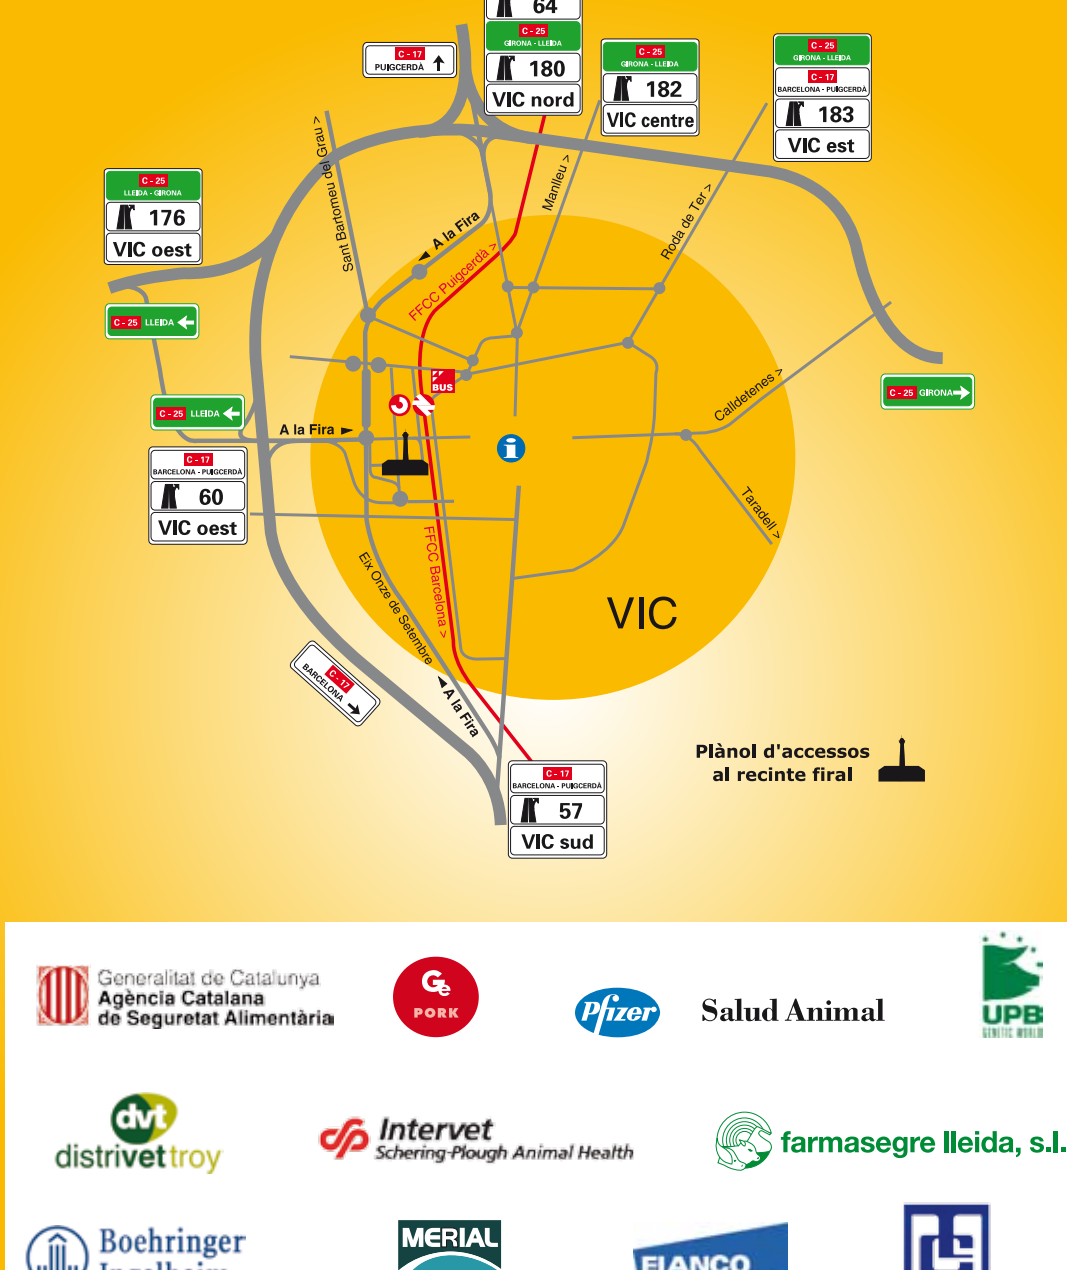 64
C - 25
GIRONA - LLEIDA
180
VIC nord
C - 17
PUIGCERDÀ
C - 25
GIRONA - LLEIDA
182
VIC centre
C - 25
GIRONA - LLEIDA
C - 17
BARCELONA - PUIGCERDÀ
183
VIC est
C - 25
LLEIDA - GIRONA
176
VIC oest
Sant Bartomeu del Grau >
Manlleu >
Roda de Ter >
A la Fira
FFCC Puigcerdà >
C - 25 LLEIDA
BUS
Calldetenes >
C - 25 GIRONA
C - 25 LLEIDA
A la Fira
i
C - 17
BARCELONA - PUIGCERDÀ
60
VIC oest
Taradell >
FFCC Barcelona >
Eix Onze de Setembre
VIC
C - 17
BARCELONA
A la Fira
Plànol d'accessos
al recinte firal
C - 17
BARCELONA - PUIGCERDÀ
57
VIC sud
Generalitat de Catalunya
Agència Catalana
de Seguretat Alimentària
Ge
PORK
Pfizer
Salud Animal
UPB
GENETIC WORLD
dvt
distrivet troy
Intervet
Schering-Plough Animal Health
farmasegre lleida, s.l.
Boehringer
Ingelheim
MERIAL
ELANCO